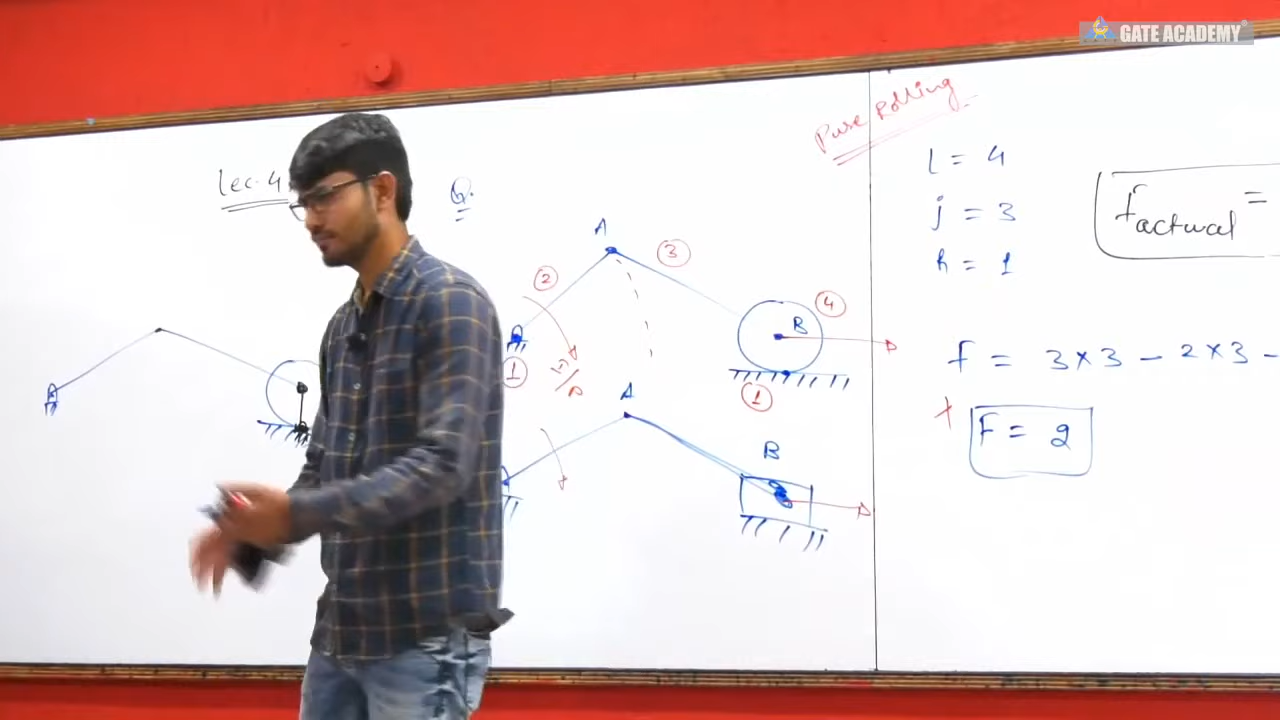 GATE ACADEMY
Lec. 4
Q.
Pure Rolling
l = 4
j = 3
h = 1
factual =
f = 3×3 – 2×3 –
F = 2
A
2
3
4
B
1
1
A
B